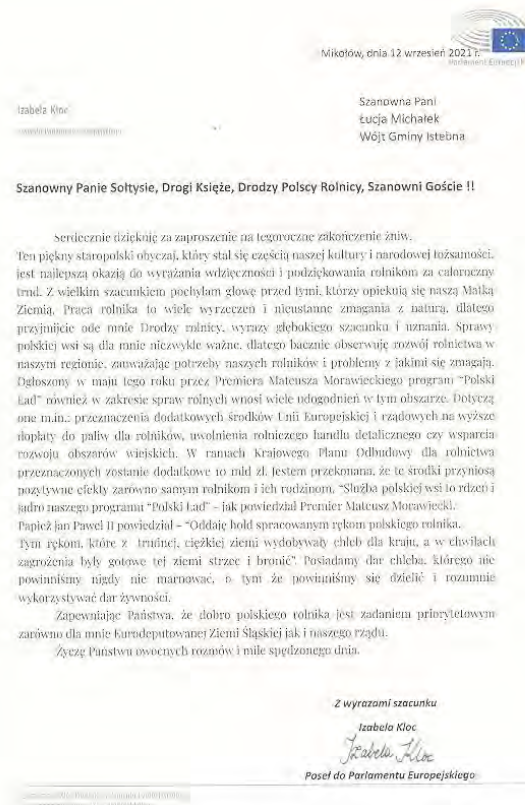 Mikołów, dnia 12 wrzesień 2021 r.
Parlament Europejski
Izabela Kloc
Szanowna Pani
Łucja Michałek
Wójt Gminy Istebna
Szanowny Panie Sołtysie, Drogi Księże, Drodzy Polscy Rolnicy, Szanowni Goście !!
Serdecznie dziękuję za zaproszenie na tegoroczne zakończenie żniw.
Ten piękny staropolski obyczaj, który stał się częścią naszej kultury i narodowej tożsamości,
jest najlepszą okazją do wyrażania wdzięczności i podziękowania rolnikom za całoroczny
trud. Z wielkim szacunkiem pochylam głowę przed tymi, którzy opiekują się naszą Matką
Ziemią. Praca rolnika to wiele wyrzeczeń i nieustanne zmagania z naturą, dlatego
przyjmijcie ode mnie Drodzy rolnicy, wyrazy głębokiego szacunku i uznania. Sprawy
polskiej wsi są dla mnie niezwykle ważne, dlatego bacznie obserwuję rozwój rolnictwa w
naszym regionie, zauważając potrzeby naszych rolników i problemy z jakimi się zmagają.
Ogłoszony w maju tego roku przez Premiera Mateusza Morawieckiego program "Polski
Ład" również w zakresie spraw rolnych wnosi wiele udogodnień w tym obszarze. Dotyczą
one m.in.: przeznaczenia dodatkowych środków Unii Europejskiej i rządowych na wyższe
dopłaty do paliw dla rolników, uwolnienia rolniczego handlu detalicznego czy wsparcia
rozwoju obszarów wiejskich. W ramach Krajowego Planu Odbudowy dla rolnictwa
przeznaczonych zostanie dodatkowe 10 mld zł. Jestem przekonana, że te środki przyniosą
pozytywne efekty zarówno samym rolnikom i ich rodzinom. "Służba polskiej wsi to rdzeń i
jądro naszego programu "Polski Ład" – jak powiedział Premier Mateusz Morawiecki.
Papież jan Paweł II powiedział – "Oddaję hołd spracowanym rękom polskiego rolnika.
Tym rękom, które z trudnej, ciężkiej ziemi wydobywały chleb dla kraju, a w chwilach
zagrożenia były gotowe tej ziemi strzec i bronić". Posiadamy dar chleba, którego nie
powinniśmy nigdy nie marnować, o tym że powinniśmy się dzielić i rozumnie
wykorzystywać dar żywności.
Zapewniając Państwa, że dobro polskiego rolnika jest zadaniem priorytetowym
zarówno dla mnie Eurodeputowanej Ziemi Śląskiej jak i naszego rządu.
Życzę Państwu owocnych rozmów i mile spędzonego dnia.
Z wyrazami szacunku
Izabela Kloc
Izabela Kloc
Poseł do Parlamentu Europejskiego